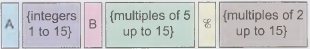 A
{integers
1 to 15}
B
{multiples of 5
up to 15}
{multiples of 2
up to 15}